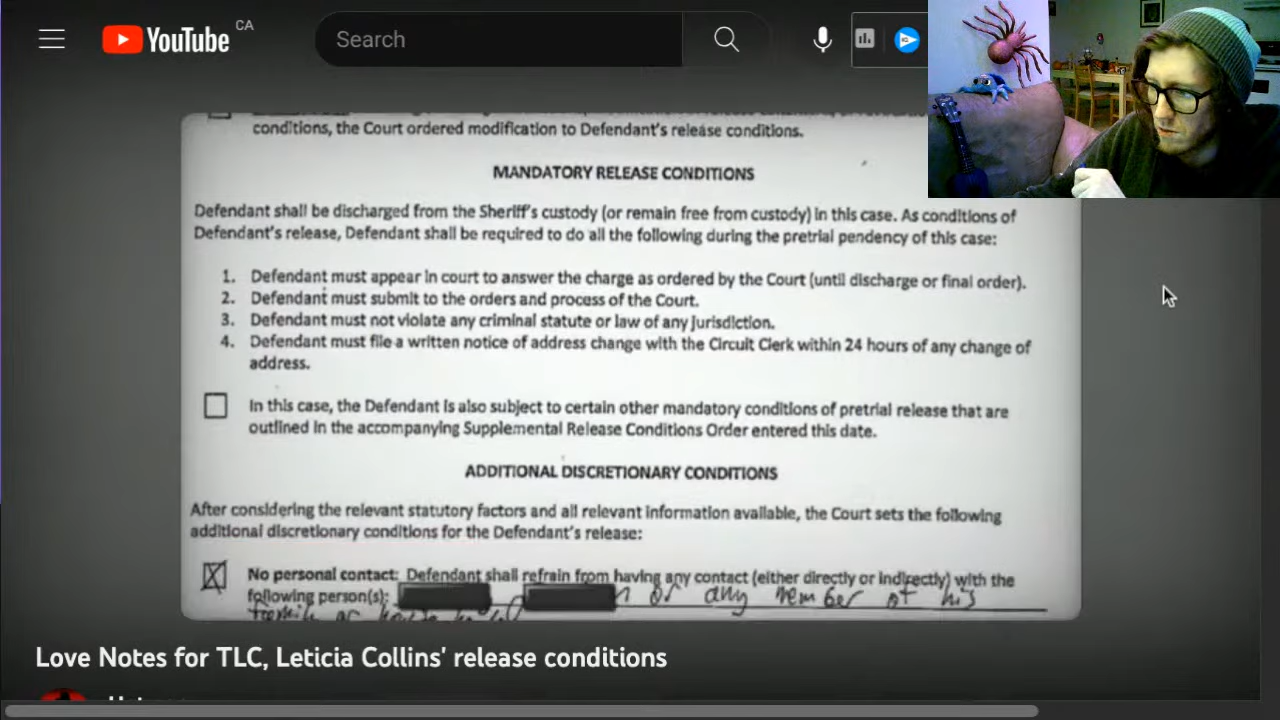 YouTube CA
Search
conditions, the Court ordered modification to Defendant's release conditions.
MANDATORY RELEASE CONDITIONS
Defendant shall be discharged from the Sheriff's custody (or remain free from custody) in this case. As conditions of
Defendant's release, Defendant shall be required to do all the following during the pretrial pendency of this case:
1. Defendant must appear in court to answer the charge as ordered by the Court (until discharge or final order).
2. Defendant must submit to the orders and process of the Court.
3. Defendant must not violate any criminal statute or law of any jurisdiction.
4. Defendant must file a written notice of address change with the Circuit Clerk within 24 hours of any change of
address.
In this case, the Defendant is also subject to certain other mandatory conditions of pretrial release that are
outlined in the accompanying Supplemental Release Conditions Order entered this date.
ADDITIONAL DISCRETIONARY CONDITIONS
After considering the relevant statutory factors and all relevant information available, the Court sets the following
additional discretionary conditions for the Defendant's release:
No personal contact: Defendant shall refrain from having any contact (either directly or indirectly) with the
following person(s): or any member of his
Love Notes for TLC, Leticia Collins' release conditions